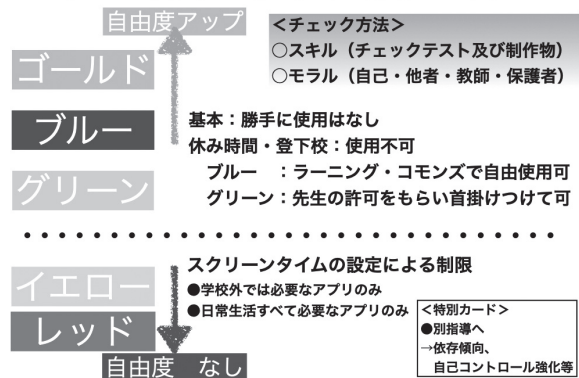 自由度アップ
<チェック方法>
○スキル（チェックテスト及び制作物）
○モラル（自己・他者・教師・保護者）
ゴールド
ブルー
グリーン
基本：勝手に使用はなし
休み時間・登下校：使用不可
ブルー　：ラーニング・コモンズで自由使用可
グリーン：先生の許可をもらい首掛けつけて可
イエロー
レッド
自由度　なし
スクリーンタイムの設定による制限
●学校外では必要なアプリのみ
●日常生活すべて必要なアプリのみ
<特別カード>
●別指導へ
→依存傾向、
自己コントロール強化等